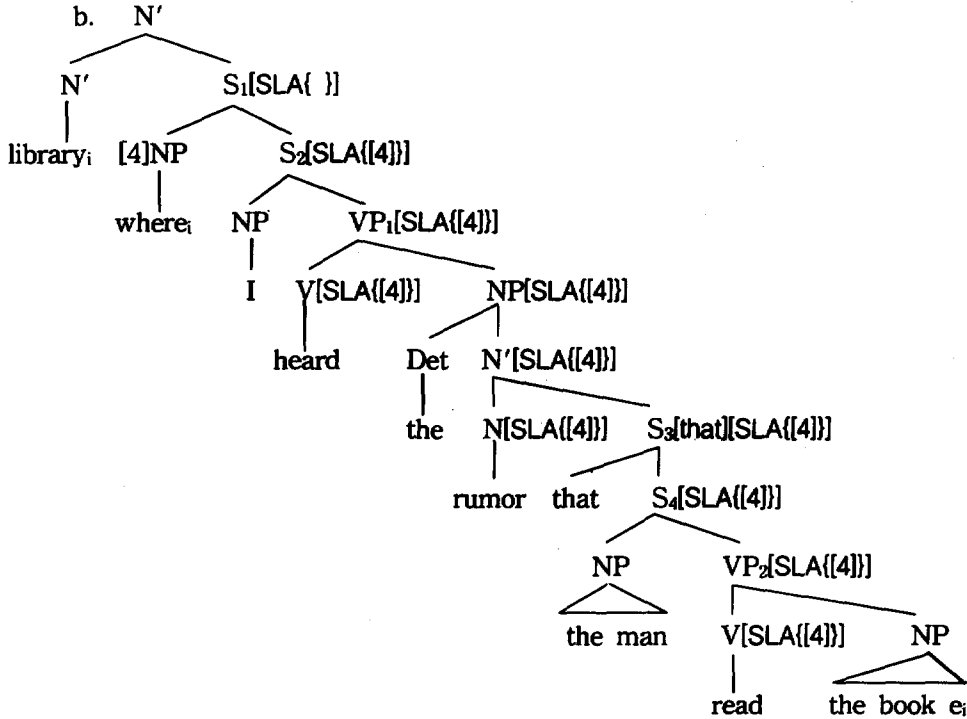 b. N′
N′ S₁[SLA{ }]
libraryᵢ [4]NP S₂[SLA{[4]}]
whereᵢ NP VP₁[SLA{[4]}]
I V[SLA{[4]}] NP[SLA{[4]}]
heard Det N′[SLA{[4]}]
the N[SLA{[4]}] S₃[that][SLA{[4]}]
rumor that S₄[SLA{[4]}]
NP VP₂[SLA{[4]}]
the man V[SLA{[4]}] NP
read the book eᵢ